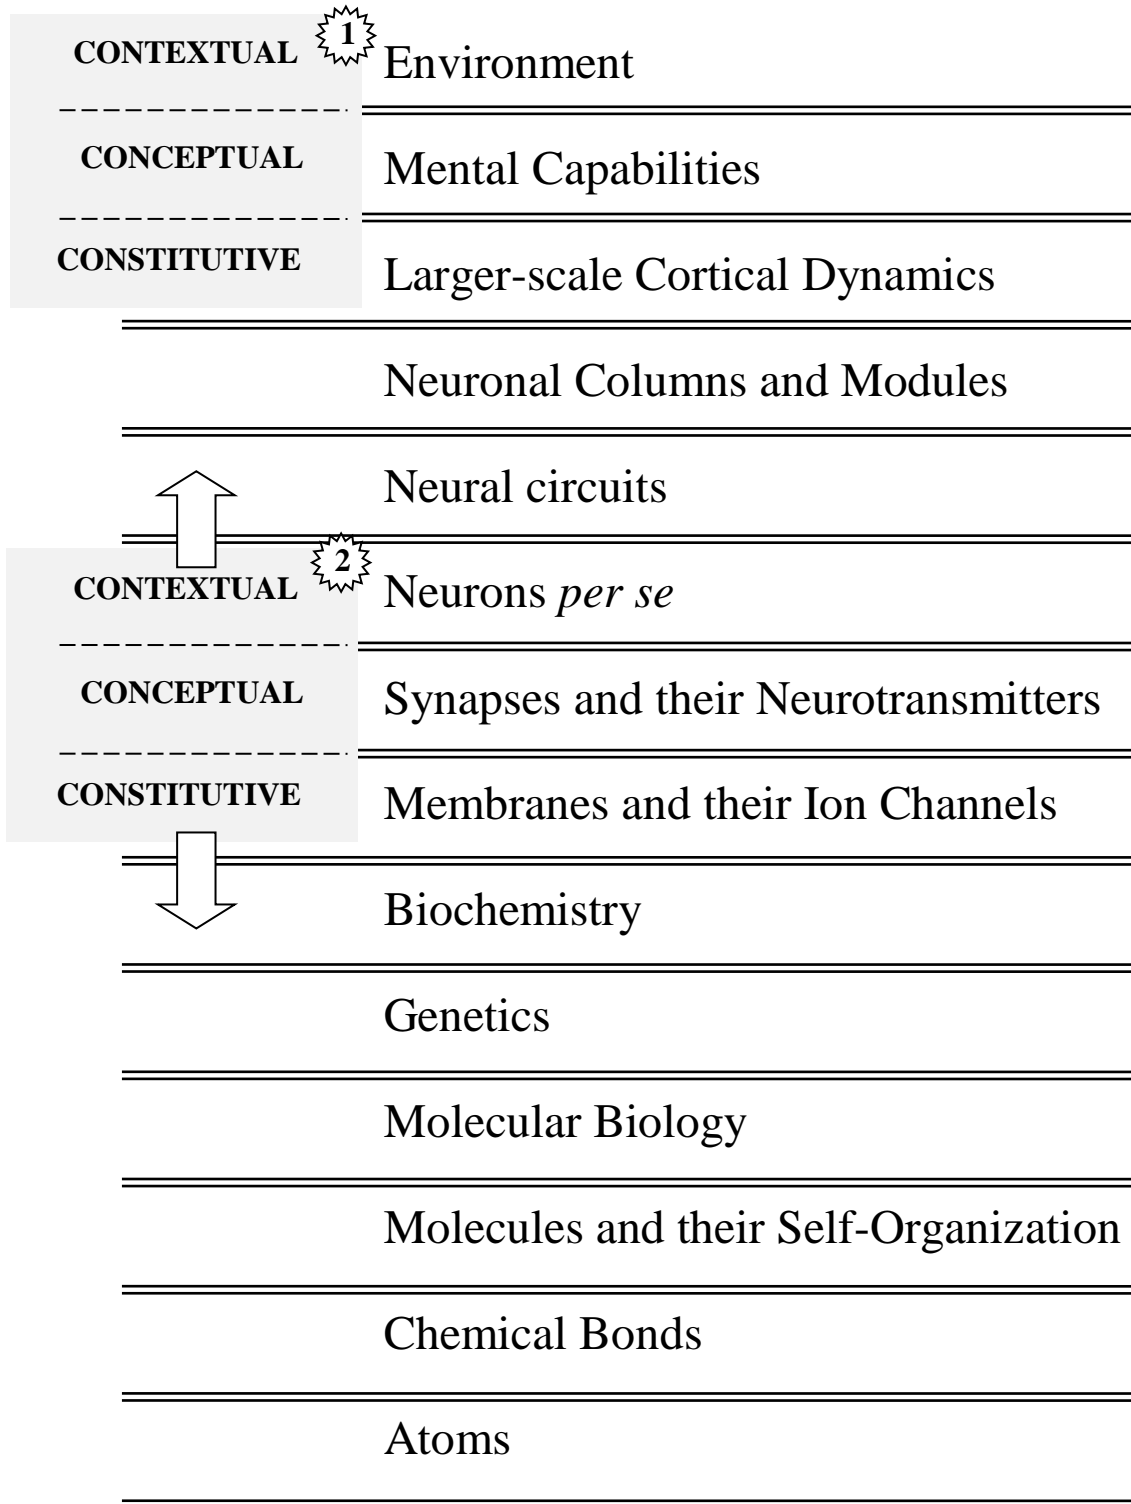 CONTEXTUAL 1 Environment
CONCEPTUAL Mental Capabilities
CONSTITUTIVE Larger-scale Cortical Dynamics
Neuronal Columns and Modules
Neural circuits
CONTEXTUAL 2 Neurons per se
CONCEPTUAL Synapses and their Neurotransmitters
CONSTITUTIVE Membranes and their Ion Channels
Biochemistry
Genetics
Molecular Biology
Molecules and their Self-Organization
Chemical Bonds
Atoms